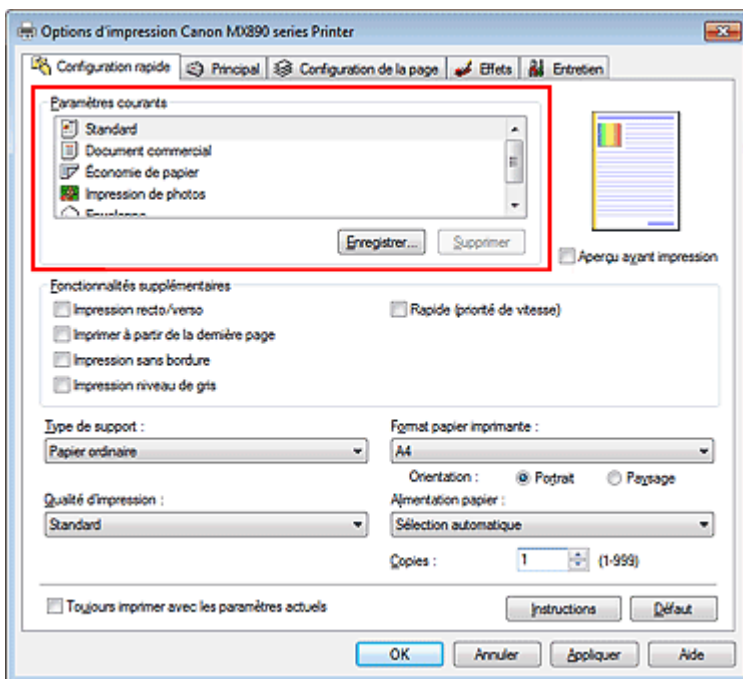 Options d'impression Canon MX890 series Printer
Configuration rapide Principal Configuration de la page Effets Entretien
Paramètres courants
Standard
Document commercial
Économie de papier
Impression de photos
Enregistrer... Supprimer
Aperçu avant impression
Fonctionnalités supplémentaires
Impression recto/verso Rapide (priorité de vitesse)
Imprimer à partir de la dernière page
Impression sans bordure
Impression niveau de gris
Type de support : Format papier imprimante :
Papier ordinaire A4
Orientation : Portrait Paysage
Qualité d'impression : Alimentation papier :
Standard Sélection automatique
Copies : 1 (1-999)
Toujours imprimer avec les paramètres actuels Instructions Défaut
OK Annuler Appliquer Aide